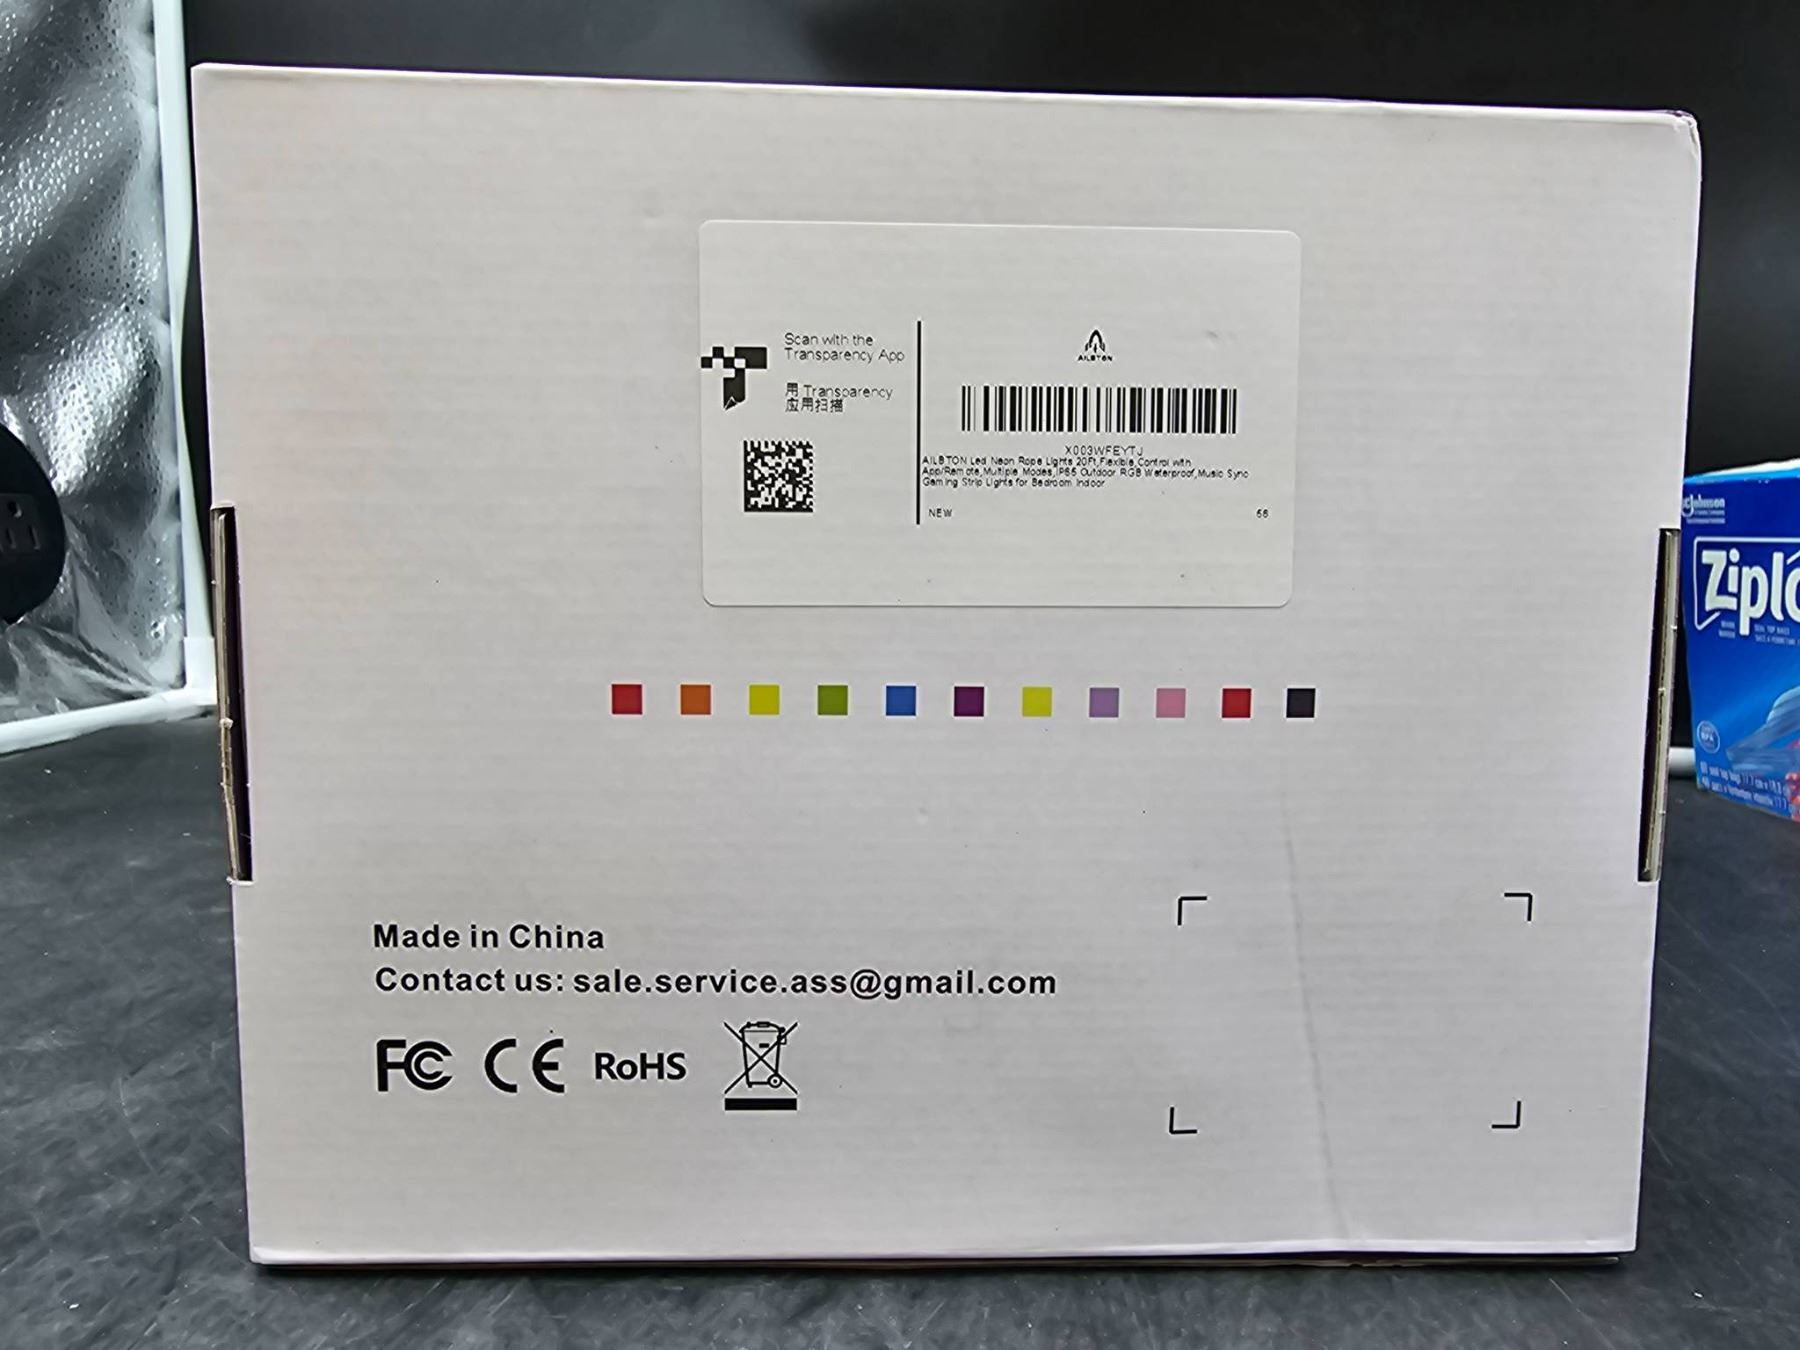 Scan with the
Transparency App
用 Transparency
应用扫描
AILBTON
X003WFEYTJ
AILBTON Led Neon Rope Lights 20Ft,Flexible,Control with
App/Remote,Multiple Modes,IP65 Outdoor RGB Waterproof,Music Sync
Gaming Strip Lights for Bedroom Indoor
NEW
Johnson
Ziplo
Made in China
Contact us: sale.service.ass@gmail.com
FC CE RoHS